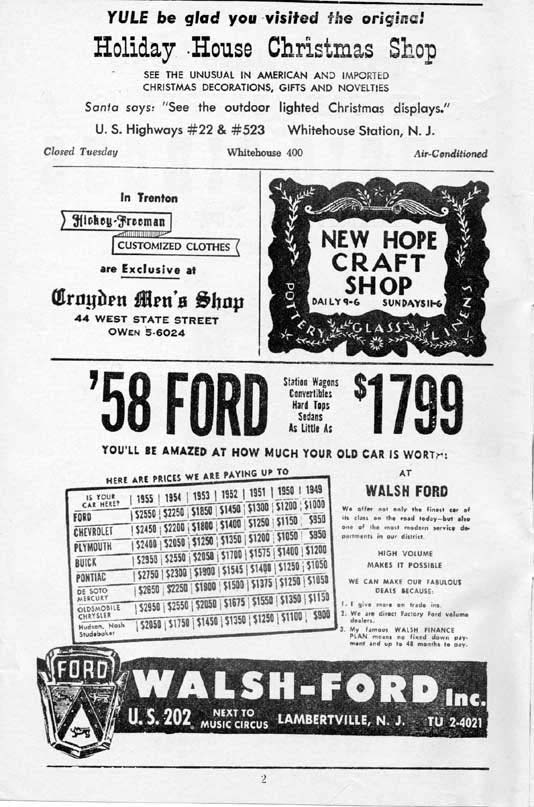 YULE be glad you visited the original
Holiday House Christmas Shop
SEE THE UNUSUAL IN AMERICAN AND IMPORTED
CHRISTMAS DECORATIONS, GIFTS AND NOVELTIES
Santa says: "See the outdoor lighted Christmas displays."
U. S. Highways #22 & #523 Whitehouse Station, N. J.
Closed Tuesday Whitehouse 400 Air-Conditioned
In Trenton
Hickey-Freeman
CUSTOMIZED CLOTHES
are Exclusive at
Croyden Men's Shop
44 WEST STATE STREET
OWEN 5-6024
NEW HOPE
CRAFT
SHOP
DAILY 9-6 SUNDAYS 11-6
POTTERY GLASS LINENS
'58 FORD
Station Wagons
Convertibles
Hard Tops
Sedans
As Little As
$1799
YOU'LL BE AMAZED AT HOW MUCH YOUR OLD CAR IS WORTH:
HERE ARE PRICES WE ARE PAYING UP TO
IS YOUR CAR HERE? 1955 1954 1953 1952 1951 1950 1949
FORD $2550 $2250 $1850 $1450 $1300 $1200 $1000
CHEVROLET $2450 $2200 $1800 $1400 $1250 $1150 $950
PLYMOUTH $2400 $2050 $1250 $1350 $1200 $1050 $850
BUICK $2950 $2550 $2050 $1700 $1575 $1400 $1200
PONTIAC $2750 $2300 $1900 $1545 $1400 $1250 $1050
DE SOTO MERCURY $2650 $2250 $1900 $1500 $1375 $1250 $1050
OLDSMOBILE CHRYSLER $2950 $2550 $2050 $1675 $1550 $1350 $1150
Hudson, Nash Studebaker $2050 $1750 $1450 $1350 $1250 $1100 $900
AT
WALSH FORD
We offer not only the finest car of
its class on the road today—but also
one of the most modern service de-
partments in our district.
HIGH VOLUME
MAKES IT POSSIBLE
WE CAN MAKE OUR FABULOUS
DEALS BECAUSE:
1. I give more on trade ins.
2. We are direct Factory Ford volume
dealers.
3. My famous WALSH FINANCE
PLAN means no fixed down pay-
ment and up to 48 months to pay.
FORD
WALSH-FORD Inc.
U. S. 202 NEXT TO MUSIC CIRCUS LAMBERTVILLE, N. J. TU 2-4021
2